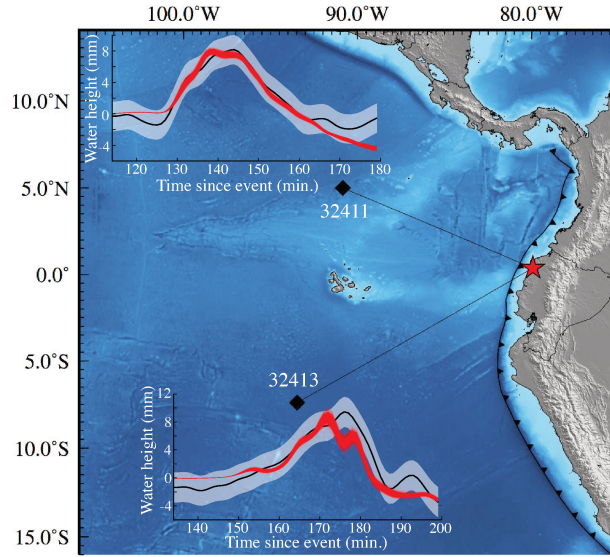 100.0°W 90.0°W 80.0°W
10.0°N
5.0°N
0.0°
5.0°S
10.0°S
15.0°S
Water height (mm)
8
4
0
-4
120 130 140 150 160 170 180
Time since event (min.)
32411
32413
Water height (mm)
12
8
4
0
-4
140 150 160 170 180 190 200
Time since event (min.)